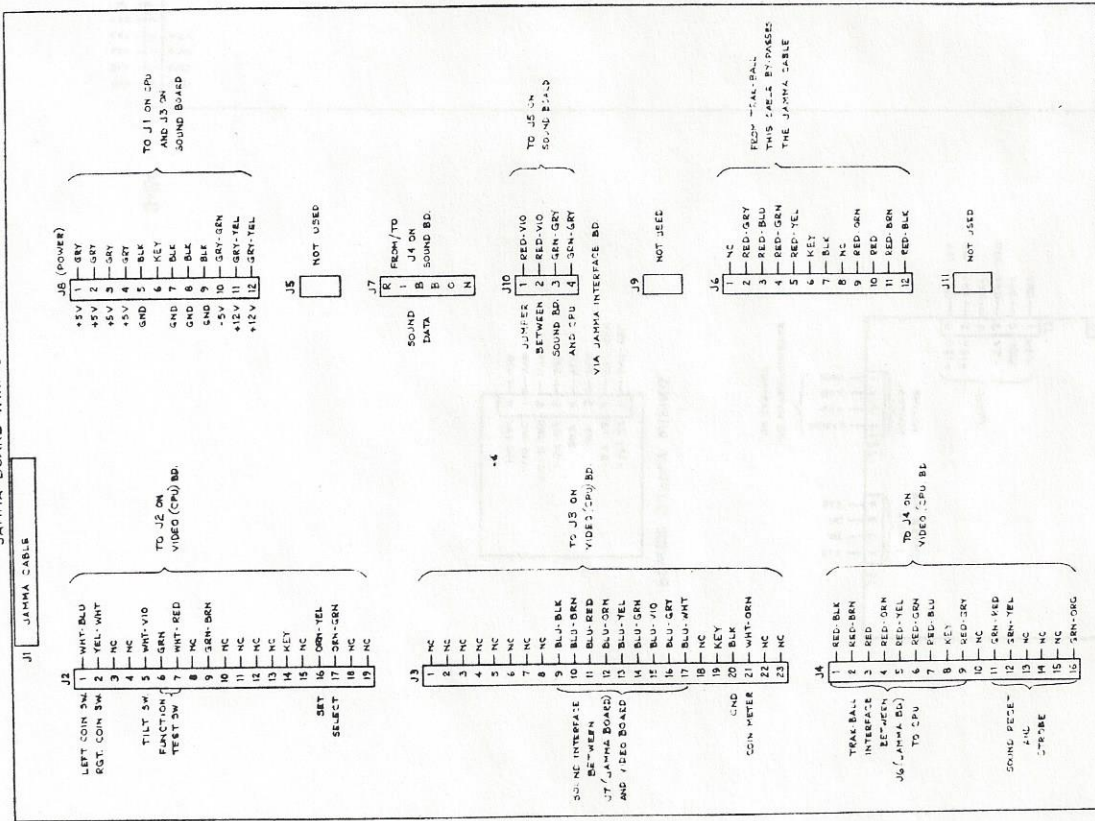 J1 JAMMA CABLE
J2
LEFT COIN SW. 1 WHT-BLU
RGT. COIN SW. 2 YEL-WHT
3 NC
4 NC
TILT SW. 5 WHT-VIO
FUNCTION 6 GRN
TEST SW. 7 WHT-RED
8 NC
9 GRN-BRN
10 NC
11 NC
12 NC
13 NC
14 KEY
15 NC
SET 16 ORN-YEL
SELECT 17 ORN-GRN
18 NC
19 NC
TO J2 ON
VIDEO (CPU) BD.
J3
1 NC
2 NC
3 NC
4 NC
5 NC
6 NC
7 NC
8 NC
9 BLU-BLK
10 BLU-BRN
11 BLU-RED
12 BLU-ORN
13 BLU-YEL
14 BLU-GRN
15 BLU-VIO
16 BLU-GRY
17 BLU-WHT
18 NC
19 KEY
GND 20 BLK
COIN METER 21 WHT-ORN
22 NC
23 NC
SOUND INTERFACE
BETWEEN
J7 (JAMMA BOARD)
AND VIDEO BOARD
TO J3 ON
VIDEO (CPU) BD
J4
1 RED-BLK
2 RED-BRN
3 RED
4 RED-ORN
5 RED-YEL
6 RED-GRN
7 RED-BLU
8 KEY
9 RED-GRY
10 NC
11 GRN-RED
12 GRN-YEL
13 NC
14 NC
15 NC
16 GRN-ORG
TRAK-BALL
INTERFACE
BETWEEN
J6 (JAMMA BD)
TO CPU
SOUND RESET
AND
STROBE
TO J4 ON
VIDEO (CPU) BD
J8 (POWER)
+5V 1 GRY
+5V 2 GRY
+5V 3 GRY
+5V 4 GRY
GND 5 BLK
6 KEY
GND 7 BLK
GND 8 BLK
GND 9 BLK
-5V 10 GRY-GRN
+12V 11 GRY-YEL
+12V 12 GRY-YEL
TO J1 ON CPU
AND J3 ON
SOUND BOARD
J5
NOT USED
J7
SOUND
DATA
RIBBON
FROM/TO
J4 ON
SOUND BD.
J10
JUMPER 1 RED-VIO
BETWEEN 2 RED-VIO
SOUND BD. 3 GRN-GRY
AND CPU 4 GRN-GRY
VIA JAMMA INTERFACE BD
TO J5 ON
SOUND BOARD
J9
NOT USED
J6
1 NC
2 RED-GRY
3 RED-BLU
4 RED-GRN
5 RED-YEL
6 KEY
7 BLK
8 NC
9 RED-ORN
10 RED
11 RED-BRN
12 RED-BLK
FROM TRAK-BALL
THIS CABLE BY-PASSES
THE JAMMA CABLE
J11
NOT USED